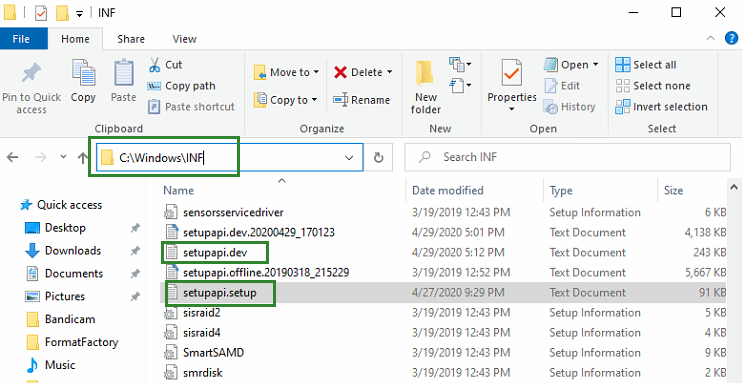 INF
File Home Share View
Pin to Quick access
Copy
Paste
Cut
Copy path
Paste shortcut
Clipboard
Move to
Copy to
Delete
Rename
Organize
New folder
New
Properties
Open
Edit
History
Open
Select all
Select none
Invert selection
Select
C:\Windows\INF
Search INF
Quick access
Desktop
Downloads
Documents
Pictures
Bandicam
FormatFactory
Music
Name Date modified Type Size
sensorsservicedriver 3/19/2019 12:43 PM Setup Information 6 KB
setupapi.dev.20200429_170123 4/29/2020 5:01 PM Text Document 4,138 KB
setupapi.dev 4/29/2020 5:12 PM Text Document 243 KB
setupapi.offline.20190318_215229 3/19/2019 12:52 PM Text Document 5,667 KB
setupapi.setup 4/27/2020 9:29 PM Text Document 91 KB
sisraid2 3/19/2019 12:43 PM Setup Information 5 KB
sisraid4 3/19/2019 12:43 PM Setup Information 5 KB
SmartSAMD 3/19/2019 12:43 PM Setup Information 9 KB
smrdisk 3/19/2019 12:43 PM Setup Information 2 KB